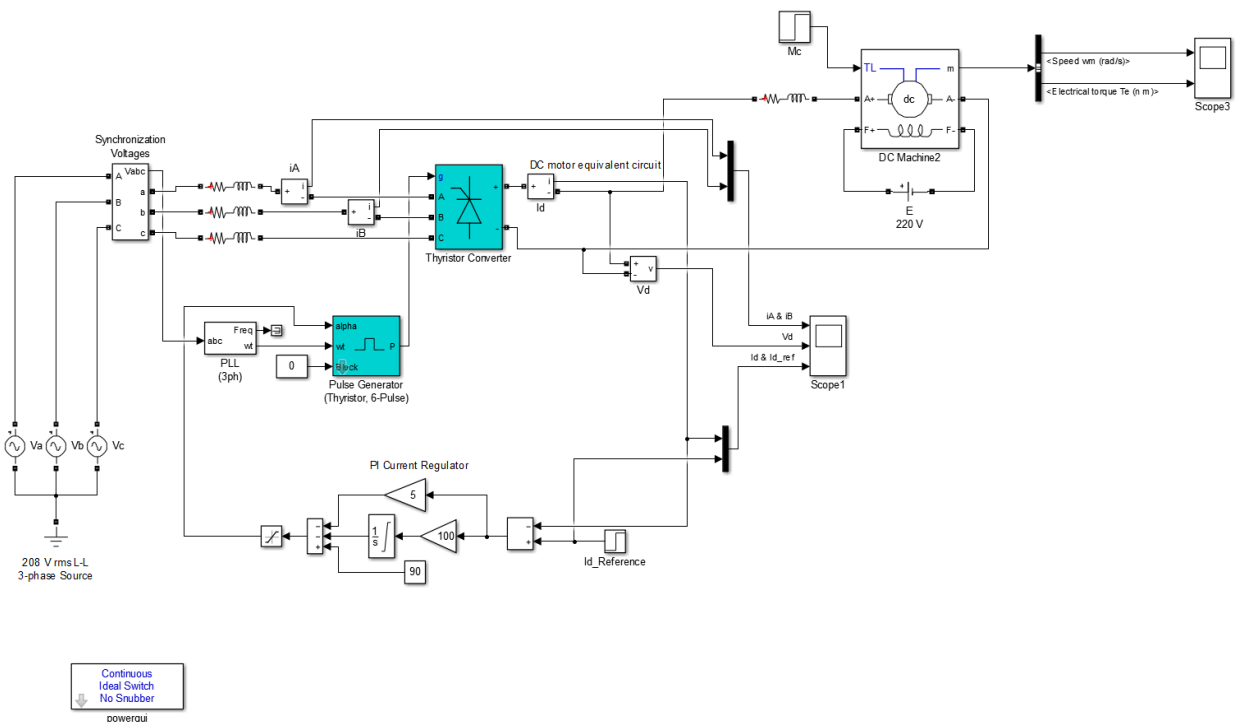 Mc
TL
m
A+
dc
A-
F+
F-
DC Machine2
<Speed wm (rad/s)>
<Electrical torque Te (n m)>
Scope3
E
220 V
Synchronization
Voltages
Vabc
A
a
B
b
C
c
iA
+
i
-
iB
+
i
-
g
A
B
C
+
-
Thyristor Converter
DC motor equivalent circuit
+
i
-
Id
+
-
v
Vd
iA & iB
Vd
Id & Id_ref
Scope1
abc
Freq
wt
PLL
(3ph)
0
alpha
wt
Block
P
Pulse Generator
(Thyristor, 6-Pulse)
Va
Vb
Vc
208 V rms L-L
3-phase Source
PI Current Regulator
5
100
1
s
90
-
-
+
-
+
Id_Reference
Continuous
Ideal Switch
No Snubber
powergui